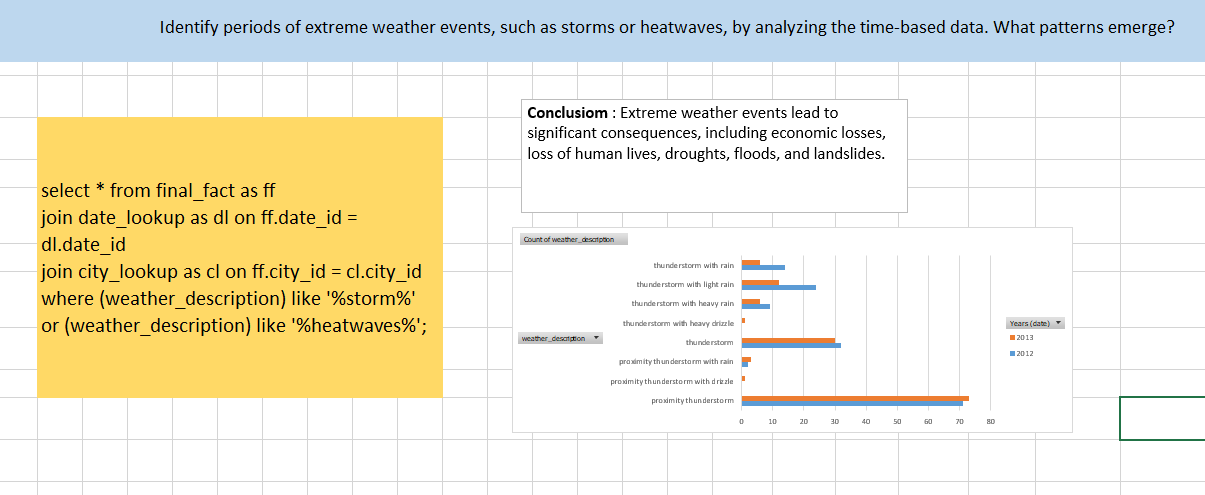 Identify periods of extreme weather events, such as storms or heatwaves, by analyzing the time-based data. What patterns emerge?
Conclusiom : Extreme weather events lead to
significant consequences, including economic losses,
loss of human lives, droughts, floods, and landslides.
select * from final_fact as ff
join date_lookup as dl on ff.date_id =
dl.date_id
join city_lookup as cl on ff.city_id = cl.city_id
where (weather_description) like '%storm%'
or (weather_description) like '%heatwaves%';
Count of weather_description
thunderstorm with rain
thunderstorm with light rain
thunderstorm with heavy rain
thunderstorm with heavy drizzle
thunderstorm
proximity thunderstorm with rain
proximity thunderstorm with drizzle
proximity thunderstorm
weather_description
0 10 20 30 40 50 60 70 80
Years (date)
2013
2012